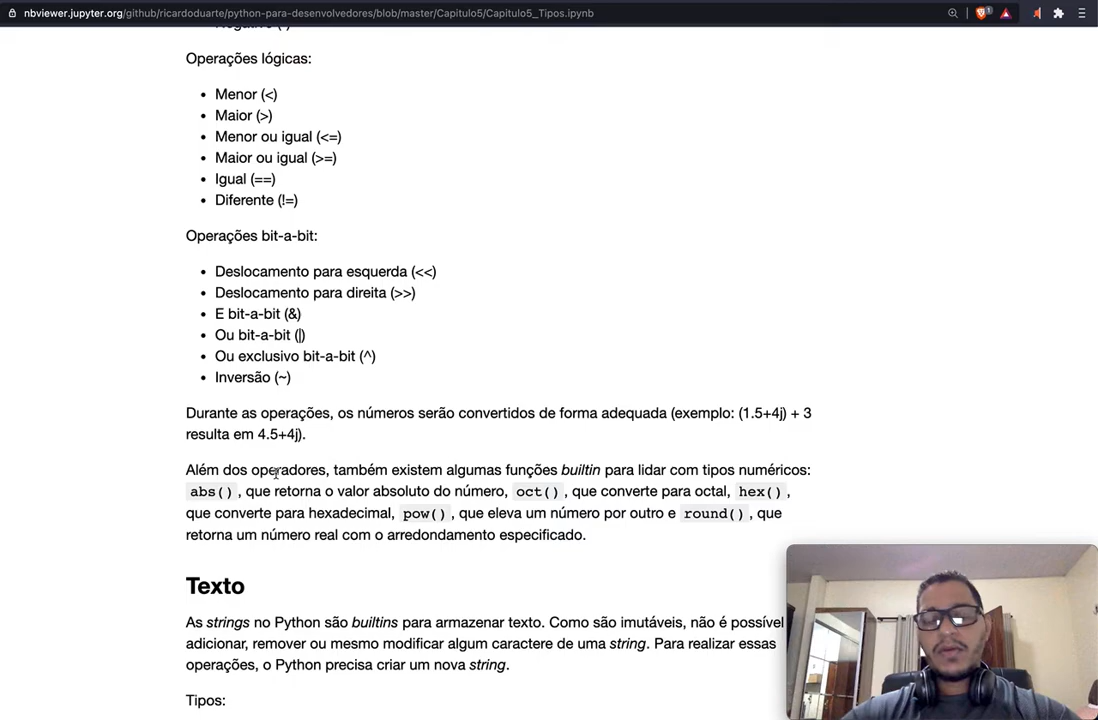 nbviewer.jupyter.org/github/ricardoduarte/python-para-desenvolvedores/blob/master/Capitulo5/Capitulo5_Tipos.ipynb
Operações lógicas:
• Menor (<)
• Maior (>)
• Menor ou igual (<=)
• Maior ou igual (>=)
• Igual (==)
• Diferente (!=)
Operações bit-a-bit:
• Deslocamento para esquerda (<<)
• Deslocamento para direita (>>)
• E bit-a-bit (&)
• Ou bit-a-bit (|)
• Ou exclusivo bit-a-bit (^)
• Inversão (~)
Durante as operações, os números serão convertidos de forma adequada (exemplo: (1.5+4j) + 3
resulta em 4.5+4j).
Além dos operadores, também existem algumas funções builtin para lidar com tipos numéricos:
abs() , que retorna o valor absoluto do número, oct() , que converte para octal, hex() ,
que converte para hexadecimal, pow() , que eleva um número por outro e round() , que
retorna um número real com o arredondamento especificado.
Texto
As strings no Python são builtins para armazenar texto. Como são imutáveis, não é possível
adicionar, remover ou mesmo modificar algum caractere de uma string. Para realizar essas
operações, o Python precisa criar um nova string.
Tipos: